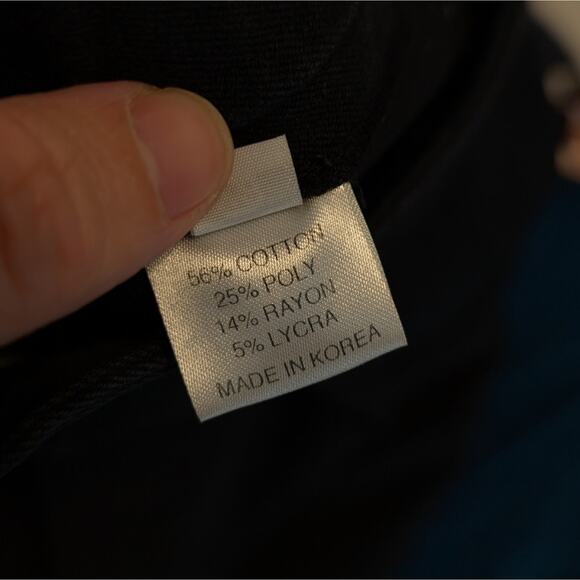 56% COTTON
25% POLY
14% RAYON
5% LYCRA
MADE IN KOREA